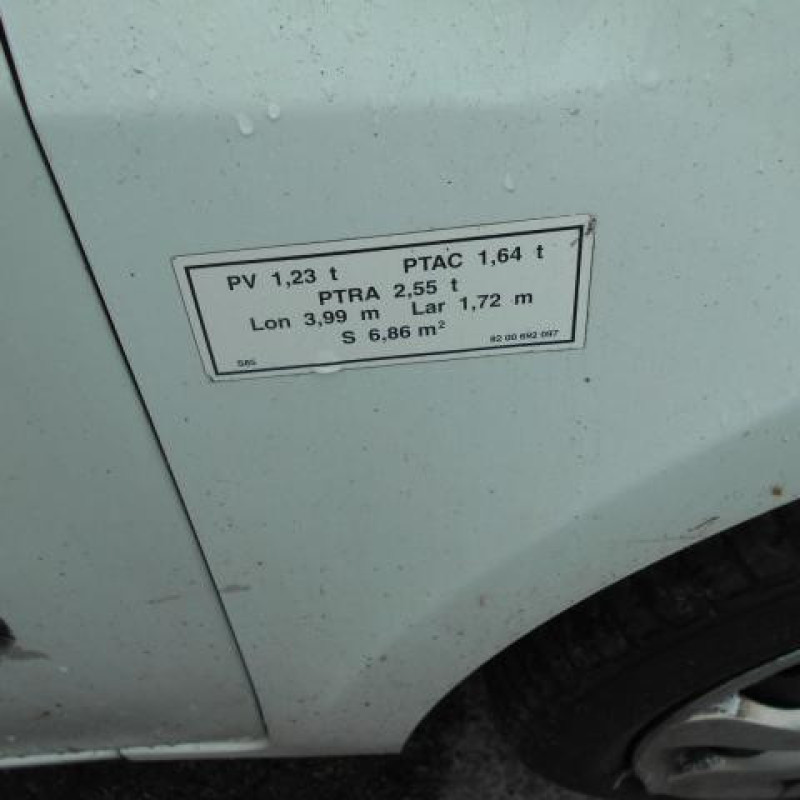 PV 1,23 t PTAC 1,64 t
PTRA 2,55 t
Lon 3,99 m Lar 1,72 m
S 6,86 m²
S85 82 00 692 097